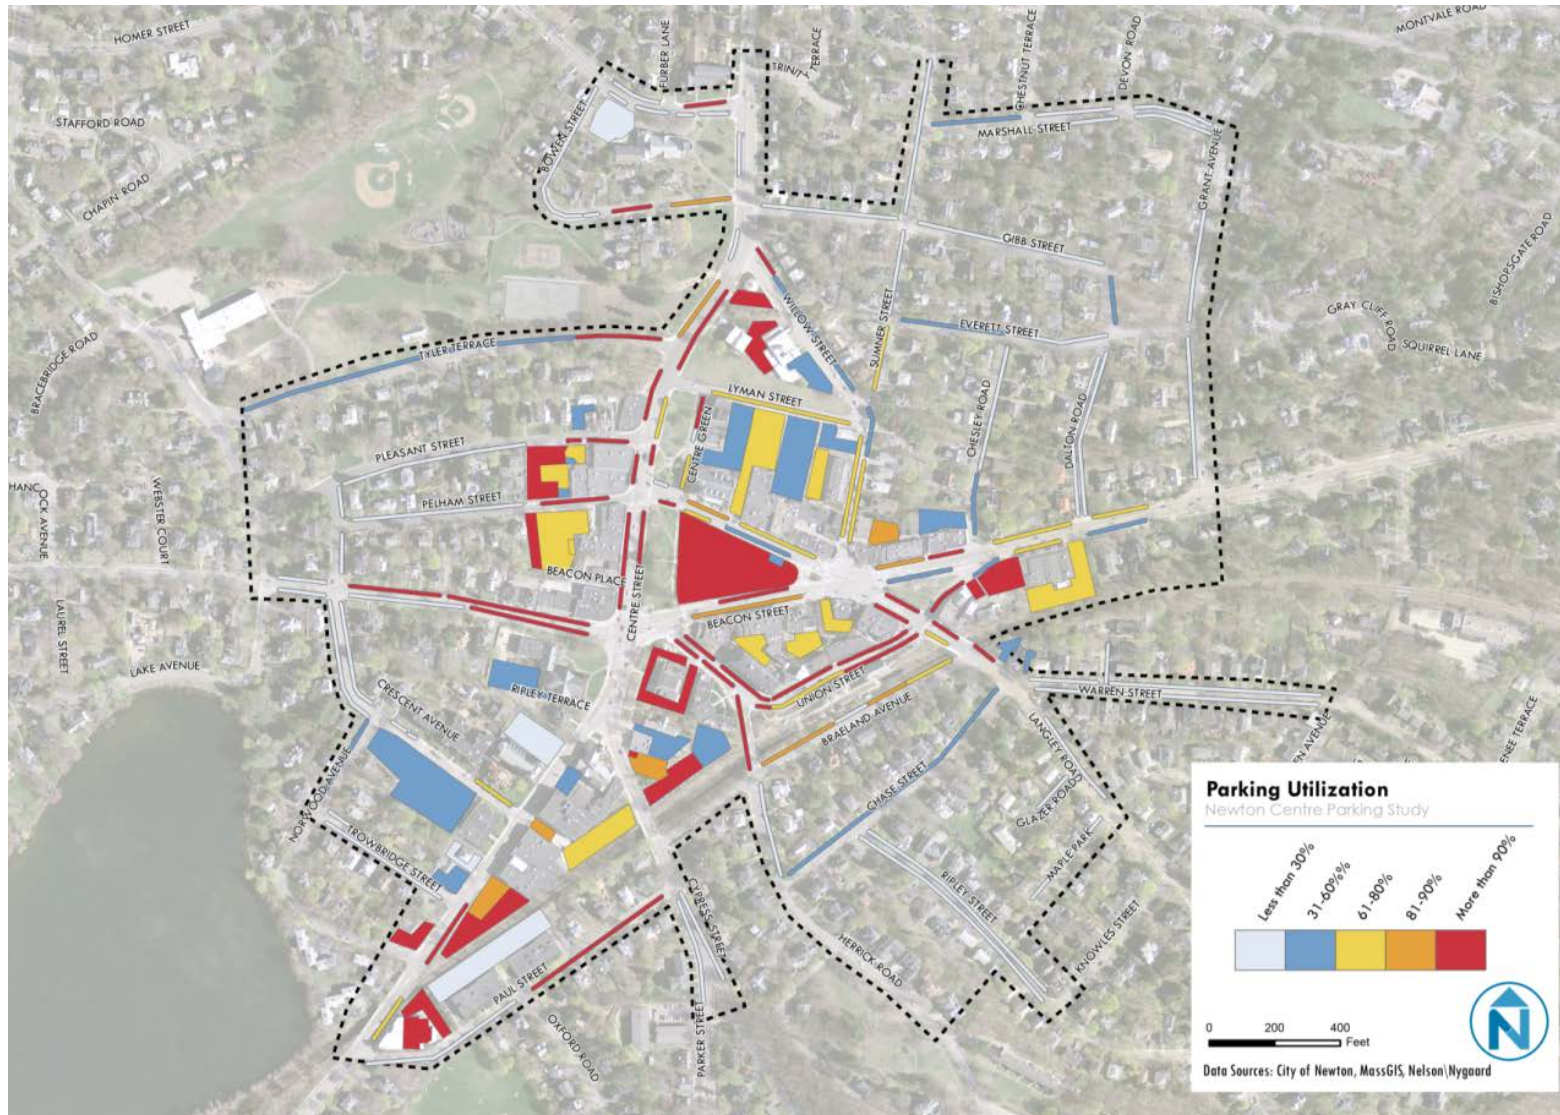 HOMER STREET
FURBER LANE
TRINITY TERRACE
CHESTNUT TERRACE
DEVON ROAD
MONTVALE ROAD
STAFFORD ROAD
BOWEN STREET
MARSHALL STREET
GRANT AVENUE
CHAPIN ROAD
GIBB STREET
BISHOPSGATE ROAD
WILLOW STREET
SUMNER STREET
EVERETT STREET
GRAY CLIFF ROAD
SQUIRREL LANE
BRACEBRIDGE ROAD
TYLER TERRACE
LYMAN STREET
CENTRE GREEN
CHESLEY ROAD
DALTON ROAD
PLEASANT STREET
PELHAM STREET
HANC
OCK AVENUE
WEBSTER COURT
BEACON PLACE
CENTRE STREET
BEACON STREET
LAUREL STREET
LAKE AVENUE
RIPLEY TERRACE
CRESCENT AVENUE
UNION STREET
BRAELAND AVENUE
WARREN STREET
EN AVENUE
ENEE TERRACE
LANGLEY ROAD
NORWOOD AVENUE
CHASE STREET
GLAZER ROAD
TROWBRIDGE STREET
MAPLE PARK
RIPLEY STREET
CYPRESS STREET
HERRICK ROAD
KNOWLES STREET
PAUL STREET
OXFORD ROAD
PARKER STREET
Parking Utilization
Newton Centre Parking Study
Less than 30%
31-60%%
61-80%
81-90%
More than 90%
N
0 200 400
Feet
Data Sources: City of Newton, MassGIS, Nelson\Nygaard